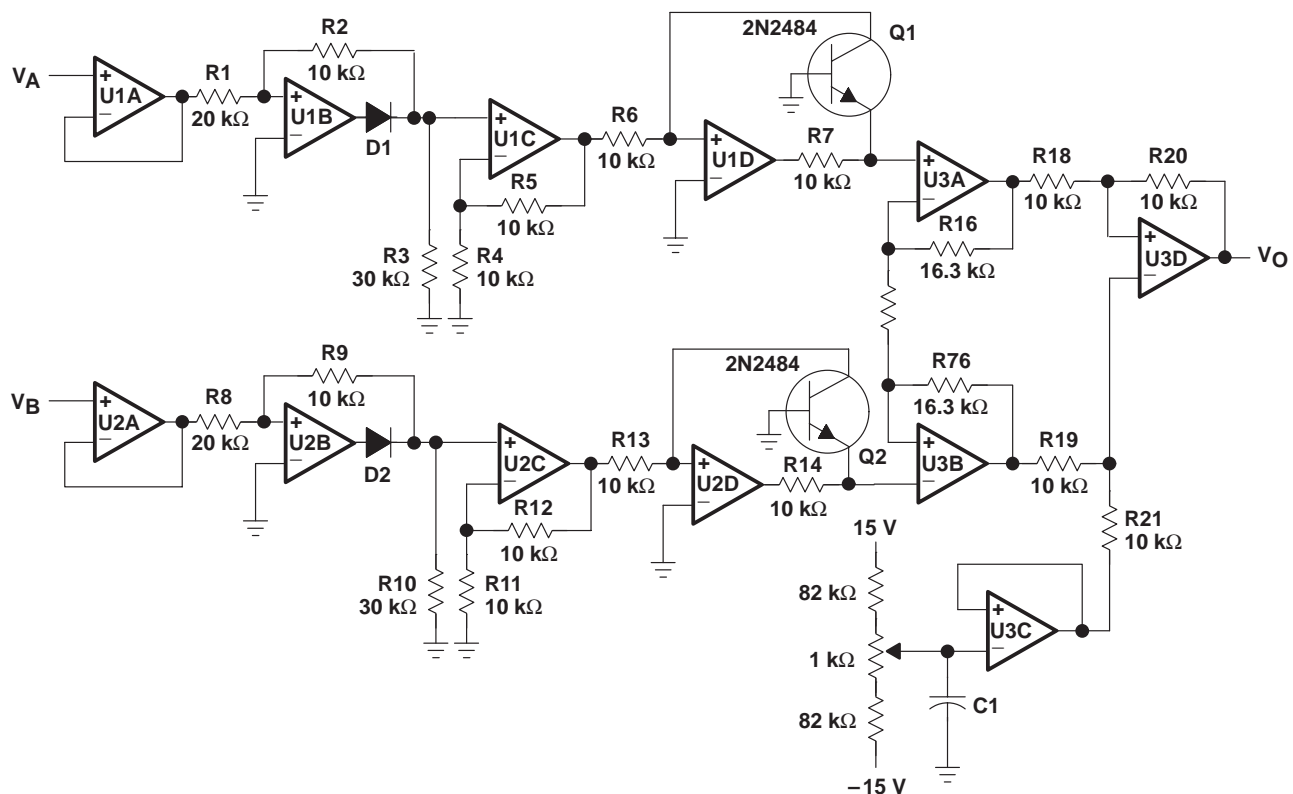 2N2484
Q1
R2
10 kΩ
VA
+
U1A
−
R1
20 kΩ
+
U1B
−
D1
+
U1C
−
R6
10 kΩ
+
U1D
−
R7
10 kΩ
+
U3A
−
R18
10 kΩ
R20
10 kΩ
R5
10 kΩ
R3
30 kΩ
R4
10 kΩ
R16
16.3 kΩ
+
U3D
−
VO
R9
10 kΩ
2N2484
R76
16.3 kΩ
VB
+
U2A
−
R8
20 kΩ
+
U2B
−
D2
+
U2C
−
R13
10 kΩ
+
U2D
−
R14
10 kΩ
Q2
+
U3B
−
R19
10 kΩ
R12
10 kΩ
R10
30 kΩ
R11
10 kΩ
R21
10 kΩ
15 V
82 kΩ
1 kΩ
82 kΩ
−15 V
+
U3C
−
C1